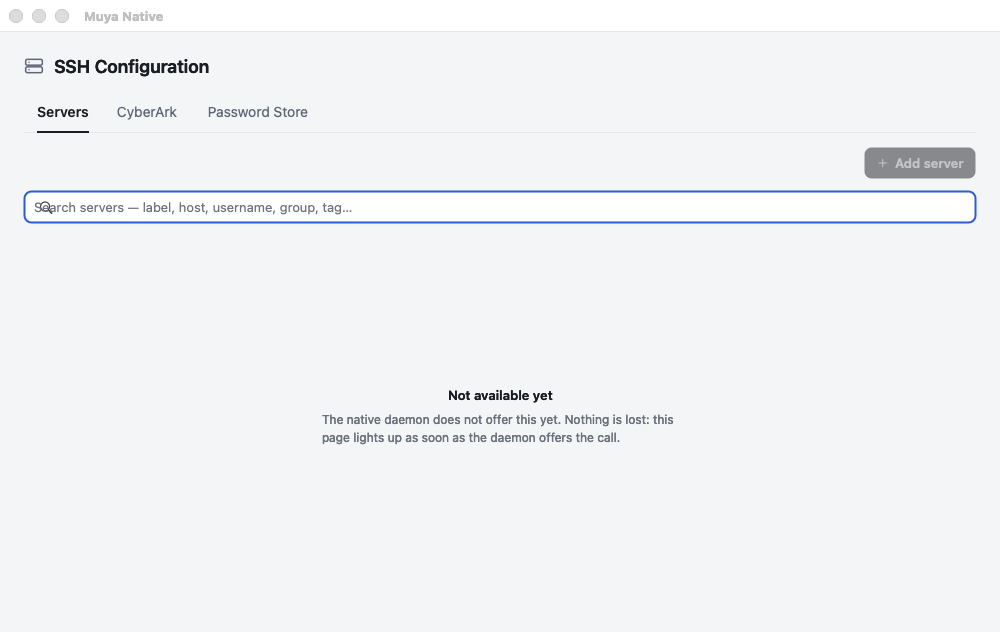 Muya Native
SSH Configuration
Servers
CyberArk
Password Store
+ Add server
Search servers — label, host, username, group, tag...
Not available yet
The native daemon does not offer this yet. Nothing is lost: this
page lights up as soon as the daemon offers the call.